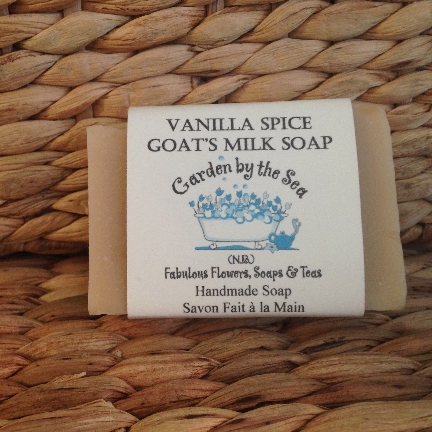 VANILLA SPICE
GOAT'S MILK SOAP
Garden by the Sea
(N.B.)
Fabulous Flowers, Soaps & Teas
Handmade Soap
Savon Fait à la Main